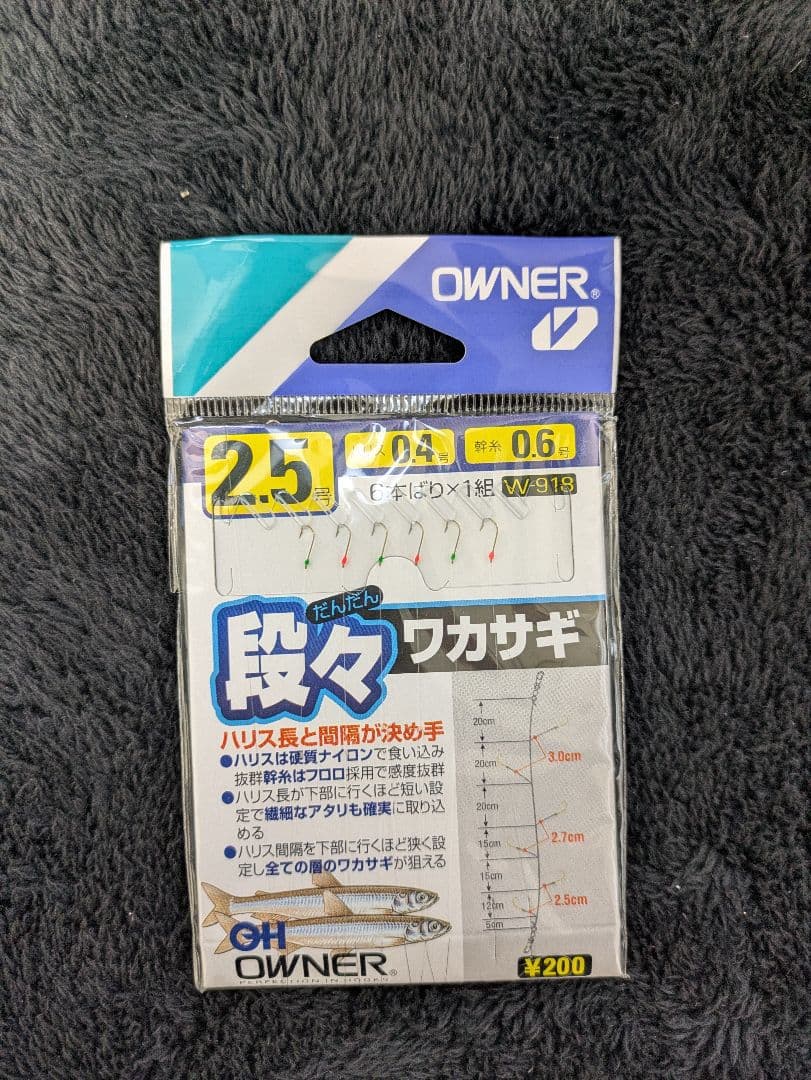 OWNER®
2.5号
ハリス 0.4号
幹糸 0.6号
6本ばり×1組 W-918
だんだん
段々
ワカサギ
ハリス長と間隔が決め手
●ハリスは硬質ナイロンで食い込み
抜群幹糸はフロロ採用で感度抜群
●ハリス長が下部に行くほど短い設
定で繊細なアタリも確実に取り込
める
●ハリス間隔を下部に行くほど狭く設
定し全ての層のワカサギが狙える
20cm
20cm
3.0cm
20cm
15cm
2.7cm
15cm
12cm
2.5cm
5cm
OH
OWNER®
PERFECTION IN HOOKS
¥200